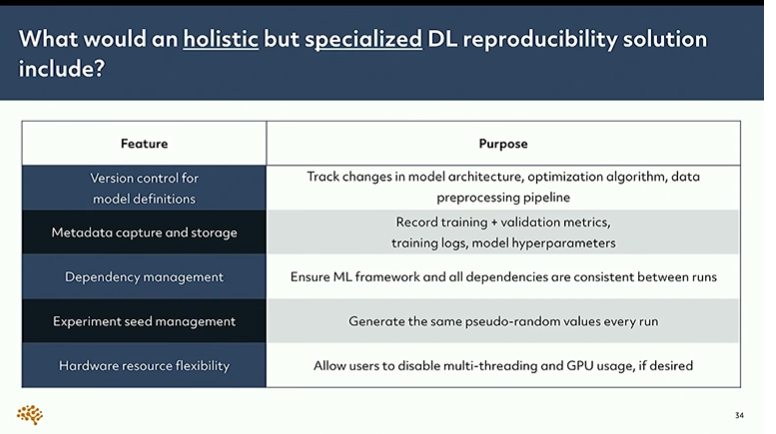 What would an holistic but specialized DL reproducibility solution
include?
Feature
Purpose
Version control for
model definitions
Track changes in model architecture, optimization algorithm, data
preprocessing pipeline
Metadata capture and storage
Record training + validation metrics,
training logs, model hyperparameters
Dependency management
Ensure ML framework and all dependencies are consistent between runs
Experiment seed management
Generate the same pseudo-random values every run
Hardware resource flexibility
Allow users to disable multi-threading and GPU usage, if desired
34